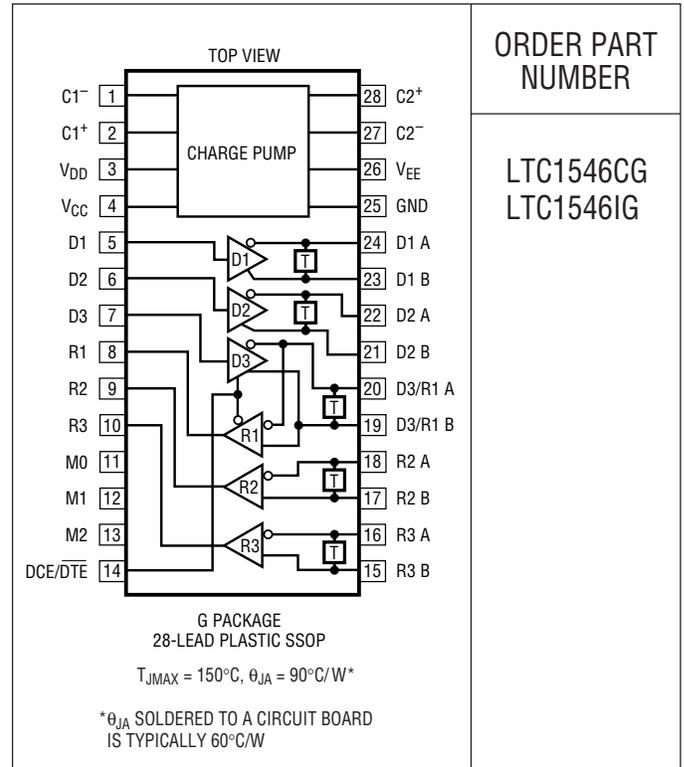 TOP VIEW
C1⁻ 1
C1⁺ 2
V_DD 3
V_CC 4
D1 5
D2 6
D3 7
R1 8
R2 9
R3 10
M0 11
M1 12
M2 13
DCE/D̅T̅E̅ 14
CHARGE PUMP
D1
T
D2
T
D3
T
R1
R2
T
R3
T
28 C2⁺
27 C2⁻
26 V_EE
25 GND
24 D1 A
23 D1 B
22 D2 A
21 D2 B
20 D3/R1 A
19 D3/R1 B
18 R2 A
17 R2 B
16 R3 A
15 R3 B
G PACKAGE
28-LEAD PLASTIC SSOP
T_JMAX = 150°C, θ_JA = 90°C/W*
*θ_JA SOLDERED TO A CIRCUIT BOARD
IS TYPICALLY 60°C/W
ORDER PART
NUMBER
LTC1546CG
LTC1546IG